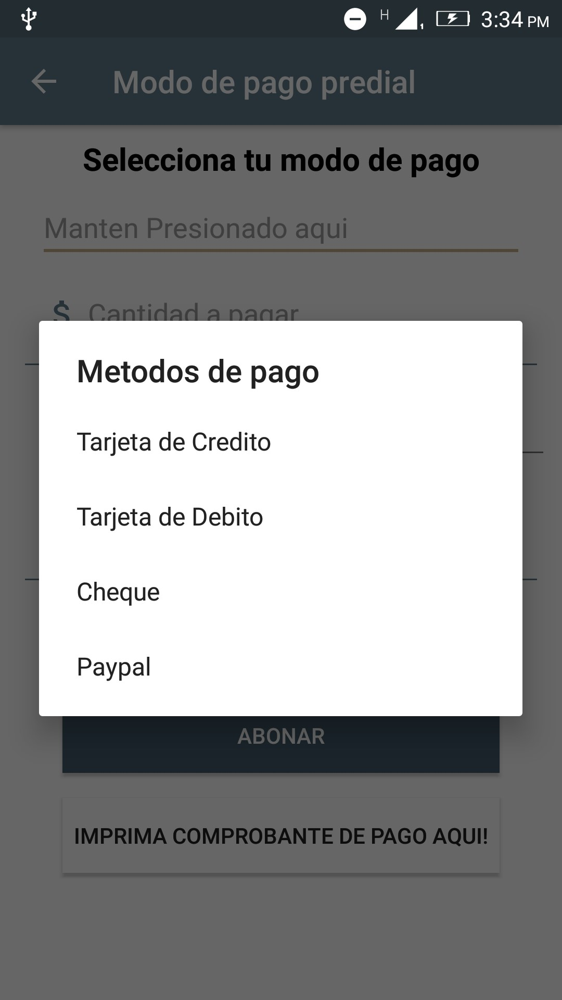 H 1 3:34 PM
Modo de pago predial
Selecciona tu modo de pago
Manten Presionado aqui
$ Cantidad a pagar
Metodos de pago
Tarjeta de Credito
Tarjeta de Debito
Cheque
Paypal
ABONAR
IMPRIMA COMPROBANTE DE PAGO AQUI!